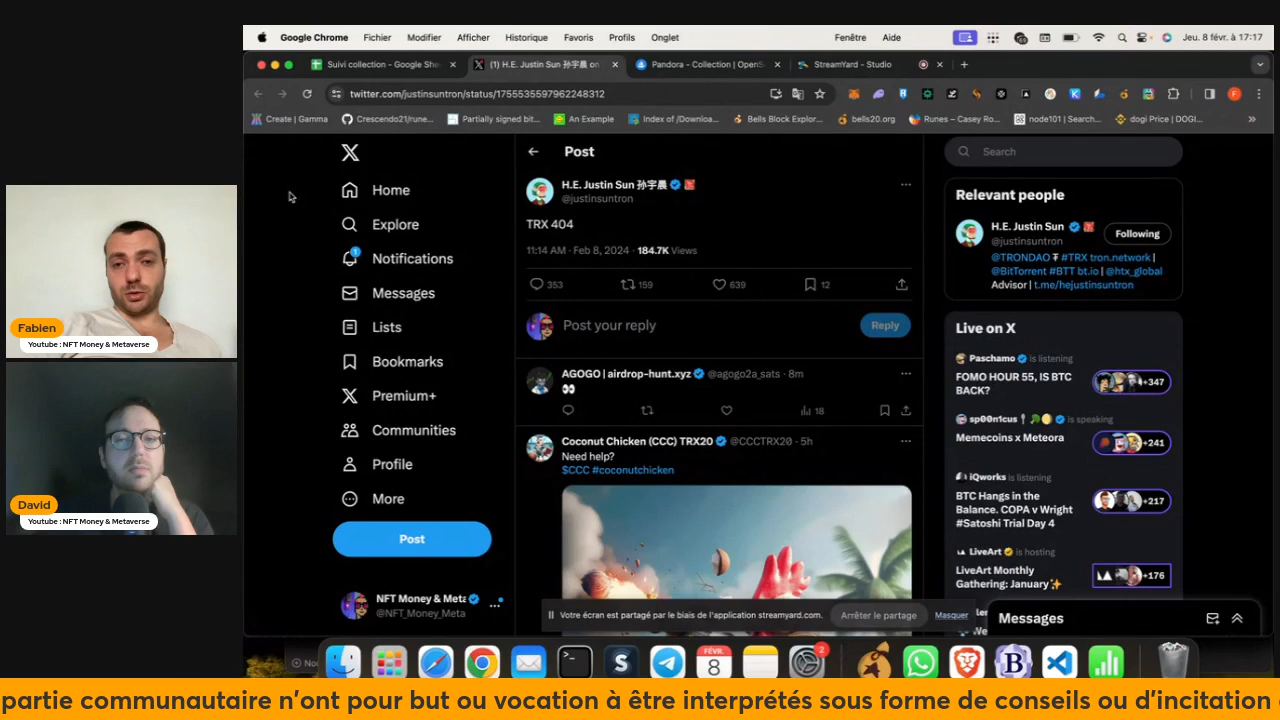 Google Chrome Fichier Modifier Afficher Historique Favoris Profils Onglet Fenêtre Aide Jeu. 8 févr. à 17:17
Suivi collection - Google She
(1) H.E. Justin Sun 孙宇晨 on
Pandora - Collection | OpenS
StreamYard - Studio
twitter.com/justinsuntron/status/1755535597962248312
Create | Gamma
Crescendo21/rune...
Partially signed bit...
An Example
Index of /Downloa...
Bells Block Explor...
bells20.org
Runes – Casey Ro...
node101 | Search...
dogi Price | DOGI...
Home
Explore
1
Notifications
Messages
Lists
Bookmarks
Premium+
Communities
Profile
More
Post
NFT Money & Meta
@NFT_Money_Meta
Post
H.E. Justin Sun 孙宇晨
@justinsuntron
TRX 404
11:14 AM · Feb 8, 2024 · 184.7K Views
353 159 639 12
Post your reply
Reply
AGOGO | airdrop-hunt.xyz @agogo2a_sats · 8m
18
Coconut Chicken (CCC) TRX20 @CCCTRX20 · 5h
Need help?
$CCC #coconutchicken
Search
Relevant people
H.E. Justin Sun
@justinsuntron
Following
@TRONDAO #TRX tron.network |
@BitTorrent #BTT bt.io | @htx_global
Advisor | t.me/hejustinsuntron
Live on X
Paschamo is listening
FOMO HOUR 55, IS BTC
BACK?
+347
sp00n1cus is speaking
Memecoins x Meteora
+241
iQworks is listening
BTC Hangs in the
Balance. COPA v Wright
#Satoshi Trial Day 4
+217
LiveArt is hosting
LiveArt Monthly
Gathering: January
+176
Messages
Votre écran est partagé par le biais de l'application streamyard.com.
Arrêter le partage
Masquer
Fabien
Youtube : NFT Money & Metaverse
David
Youtube : NFT Money & Metaverse
FÉVR.
8
2
partie communautaire n'ont pour but ou vocation à être interprétés sous forme de conseils ou d'incitation